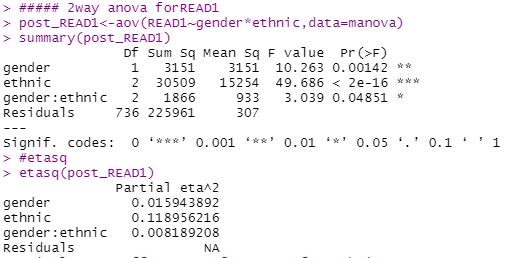 > ##### 2way anova forREAD1
> post_READ1<-aov(READ1~gender*ethnic,data=manova)
> summary(post_READ1)
Df Sum Sq Mean Sq F value Pr(>F)
gender 1 3151 3151 10.263 0.00142 **
ethnic 2 30509 15254 49.686 < 2e-16 ***
gender:ethnic 2 1866 933 3.039 0.04851 *
Residuals 736 225961 307
---
Signif. codes: 0 ‘***’ 0.001 ‘**’ 0.01 ‘*’ 0.05 ‘.’ 0.1 ‘ ’ 1
> #etasq
> etasq(post_READ1)
Partial eta^2
gender 0.015943892
ethnic 0.118956216
gender:ethnic 0.008189208
Residuals NA